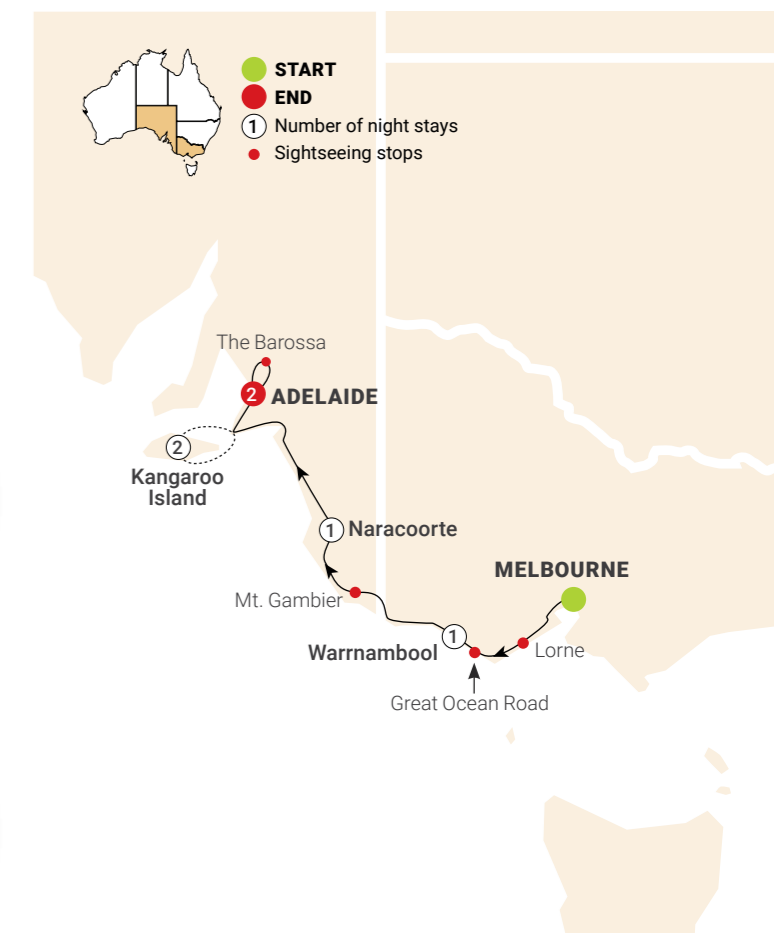 START
END
1 Number of night stays
Sightseeing stops
The Barossa
2 ADELAIDE
2
Kangaroo
Island
1 Naracoorte
MELBOURNE
Mt. Gambier
1
Warrnambool
Lorne
Great Ocean Road